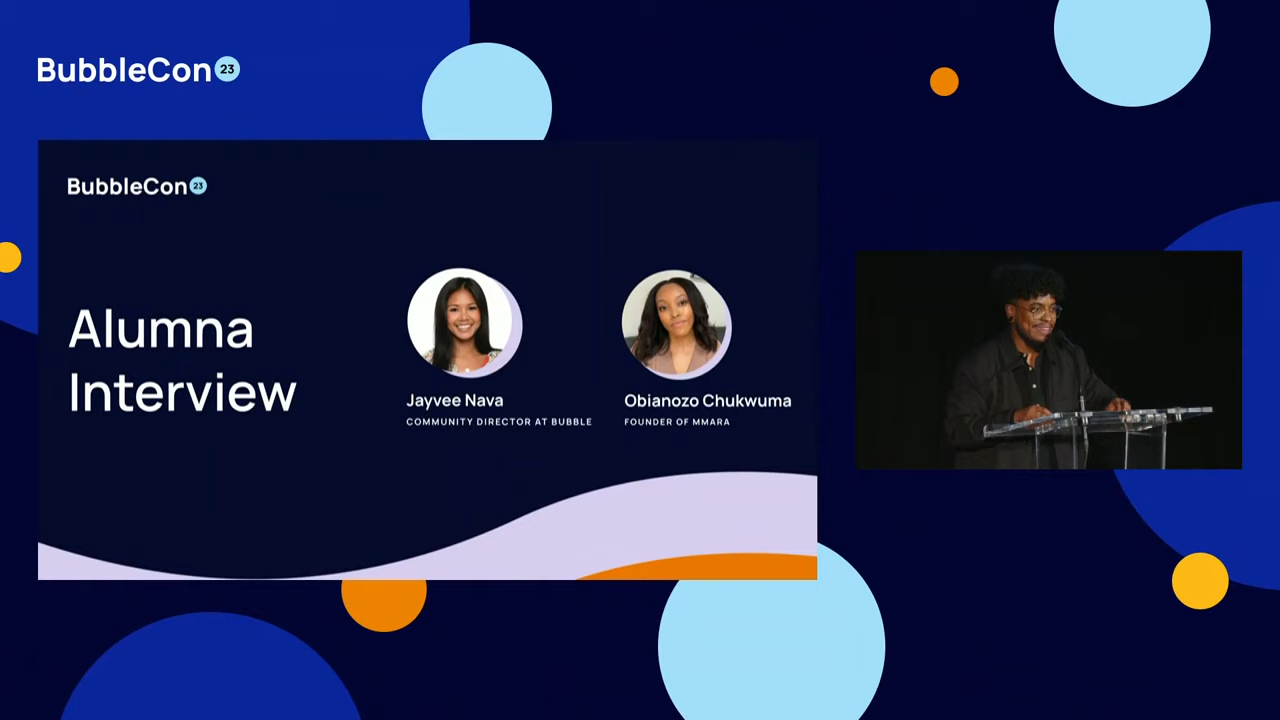 BubbleCon 23
BubbleCon 23
Alumna
Interview
Jayvee Nava
COMMUNITY DIRECTOR AT BUBBLE
Obianozo Chukwuma
FOUNDER OF MMARA